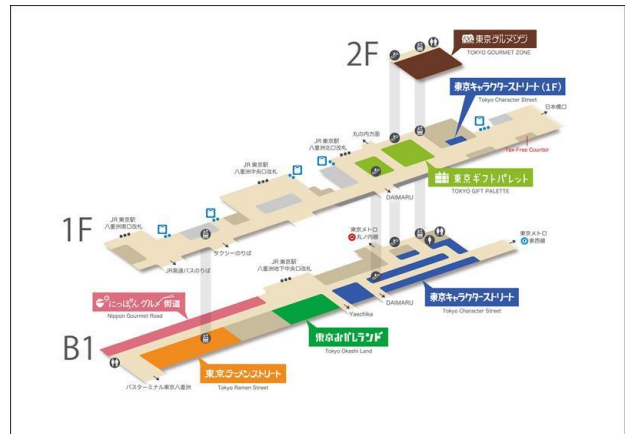 2F
東京グルメゾン
TOKYO GOURMET ZONE
東京キャラクターストリート(1F)
Tokyo Character Street
日本橋口
丸の内方面
JR 東京駅
八重洲北口改札
Tax-Free Counter
JR 東京駅
八重洲中央口改札
東京ギフトパレット
TOKYO GIFT PALETTE
DAIMARU
1F
JR 東京駅
八重洲南口改札
タクシーのりば
JR高速バスのりば
東京メトロ
丸ノ内線
東京メトロ
東西線
JR 東京駅
八重洲地下中央口改札
にっぽん グルメ 街道
Nippon Gourmet Road
DAIMARU
東京キャラクターストリート
Tokyo Character Street
Yaechika
B1
東京おかしランド
Tokyo Okashi Land
東京ラーメンストリート
Tokyo Ramen Street
バスターミナル東京八重洲